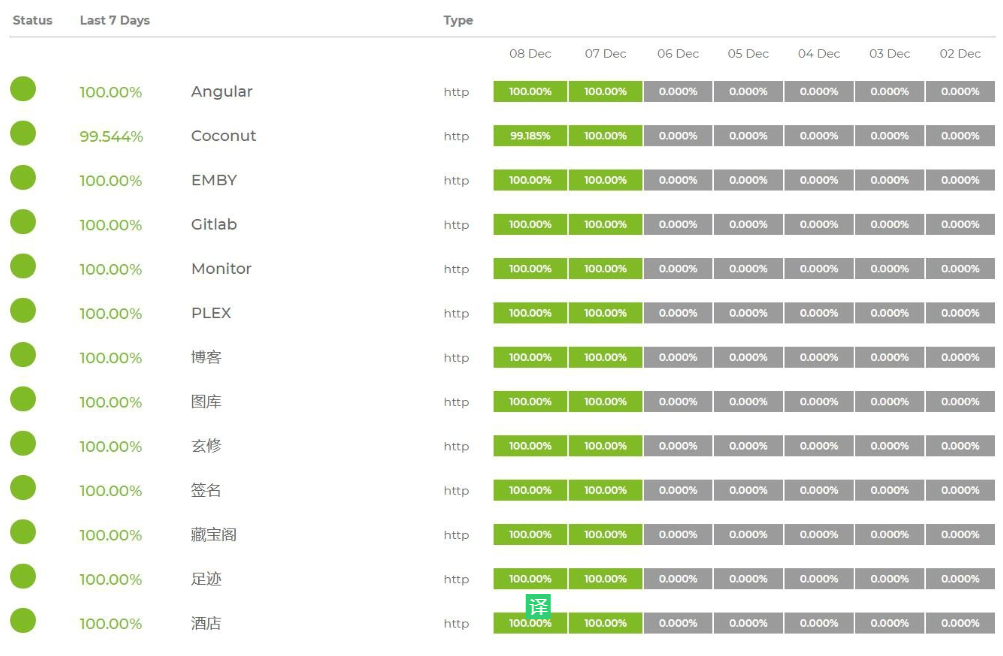 Status Last 7 Days Type
08 Dec 07 Dec 06 Dec 05 Dec 04 Dec 03 Dec 02 Dec
100.00% Angular http 100.00% 100.00% 0.000% 0.000% 0.000% 0.000% 0.000%
99.544% Coconut http 99.185% 100.00% 0.000% 0.000% 0.000% 0.000% 0.000%
100.00% EMBY http 100.00% 100.00% 0.000% 0.000% 0.000% 0.000% 0.000%
100.00% Gitlab http 100.00% 100.00% 0.000% 0.000% 0.000% 0.000% 0.000%
100.00% Monitor http 100.00% 100.00% 0.000% 0.000% 0.000% 0.000% 0.000%
100.00% PLEX http 100.00% 100.00% 0.000% 0.000% 0.000% 0.000% 0.000%
100.00% 博客 http 100.00% 100.00% 0.000% 0.000% 0.000% 0.000% 0.000%
100.00% 图库 http 100.00% 100.00% 0.000% 0.000% 0.000% 0.000% 0.000%
100.00% 玄修 http 100.00% 100.00% 0.000% 0.000% 0.000% 0.000% 0.000%
100.00% 签名 http 100.00% 100.00% 0.000% 0.000% 0.000% 0.000% 0.000%
100.00% 藏宝阁 http 100.00% 100.00% 0.000% 0.000% 0.000% 0.000% 0.000%
100.00% 足迹 http 100.00% 100.00% 0.000% 0.000% 0.000% 0.000% 0.000%
译
100.00% 酒店 http 100.00% 100.00% 0.000% 0.000% 0.000% 0.000% 0.000%